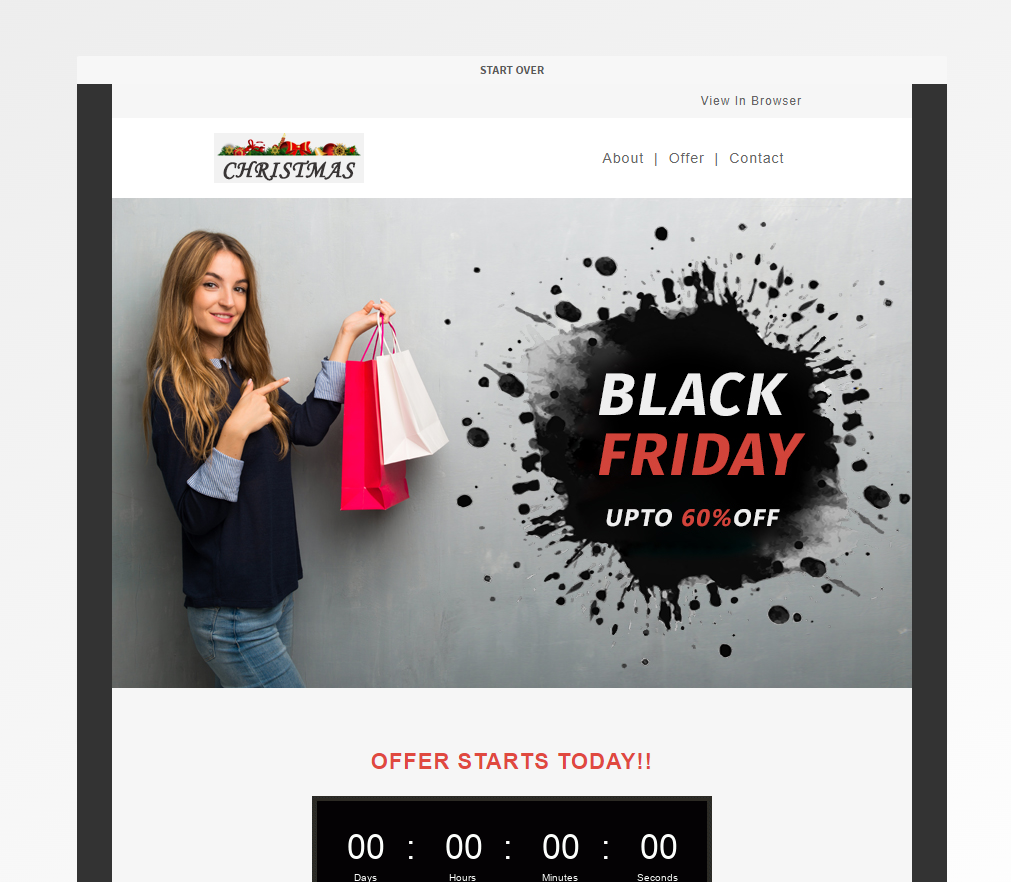 START OVER
View In Browser
CHRISTMAS
About | Offer | Contact
BLACK
FRIDAY
UPTO 60%OFF
OFFER STARTS TODAY!!
00 : 00 : 00 : 00
Days Hours Minutes Seconds